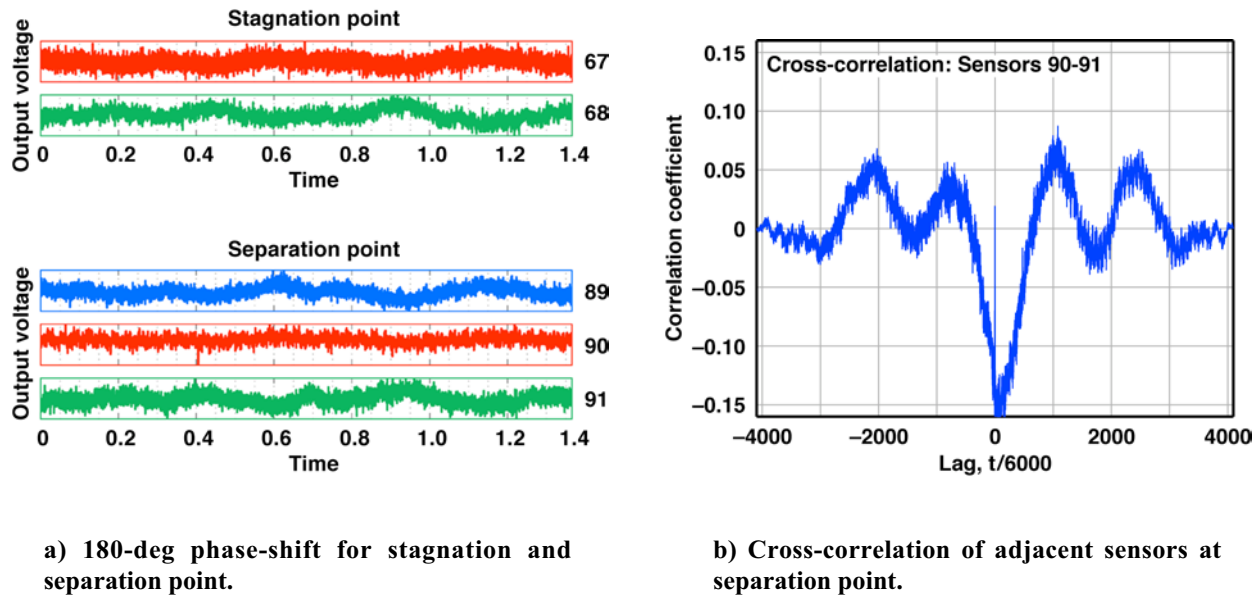 Stagnation point
Output voltage
67
68
0 0.2 0.4 0.6 0.8 1.0 1.2 1.4
Time
Separation point
Output voltage
89
90
91
0 0.2 0.4 0.6 0.8 1.0 1.2 1.4
Time
a) 180-deg phase-shift for stagnation and
separation point.
Cross-correlation: Sensors 90-91
Correlation coefficient
0.15
0.10
0.05
0
−0.05
−0.10
−0.15
−4000 −2000 0 2000 4000
Lag, t/6000
b) Cross-correlation of adjacent sensors at
separation point.